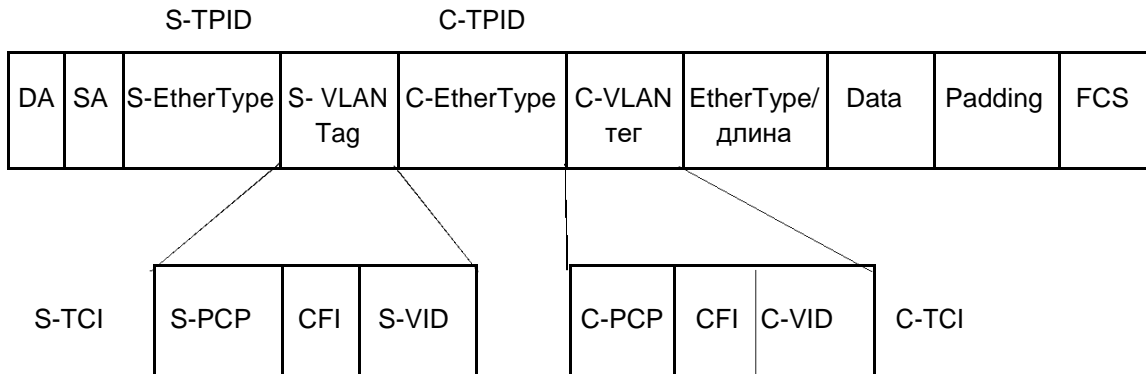 S-TPID C-TPID
DA SA S-EtherType S- VLAN C-EtherType C-VLAN EtherType/ Data Padding FCS
Tag тег длина
S-TCI S-PCP CFI S-VID C-PCP CFI C-VID C-TCI